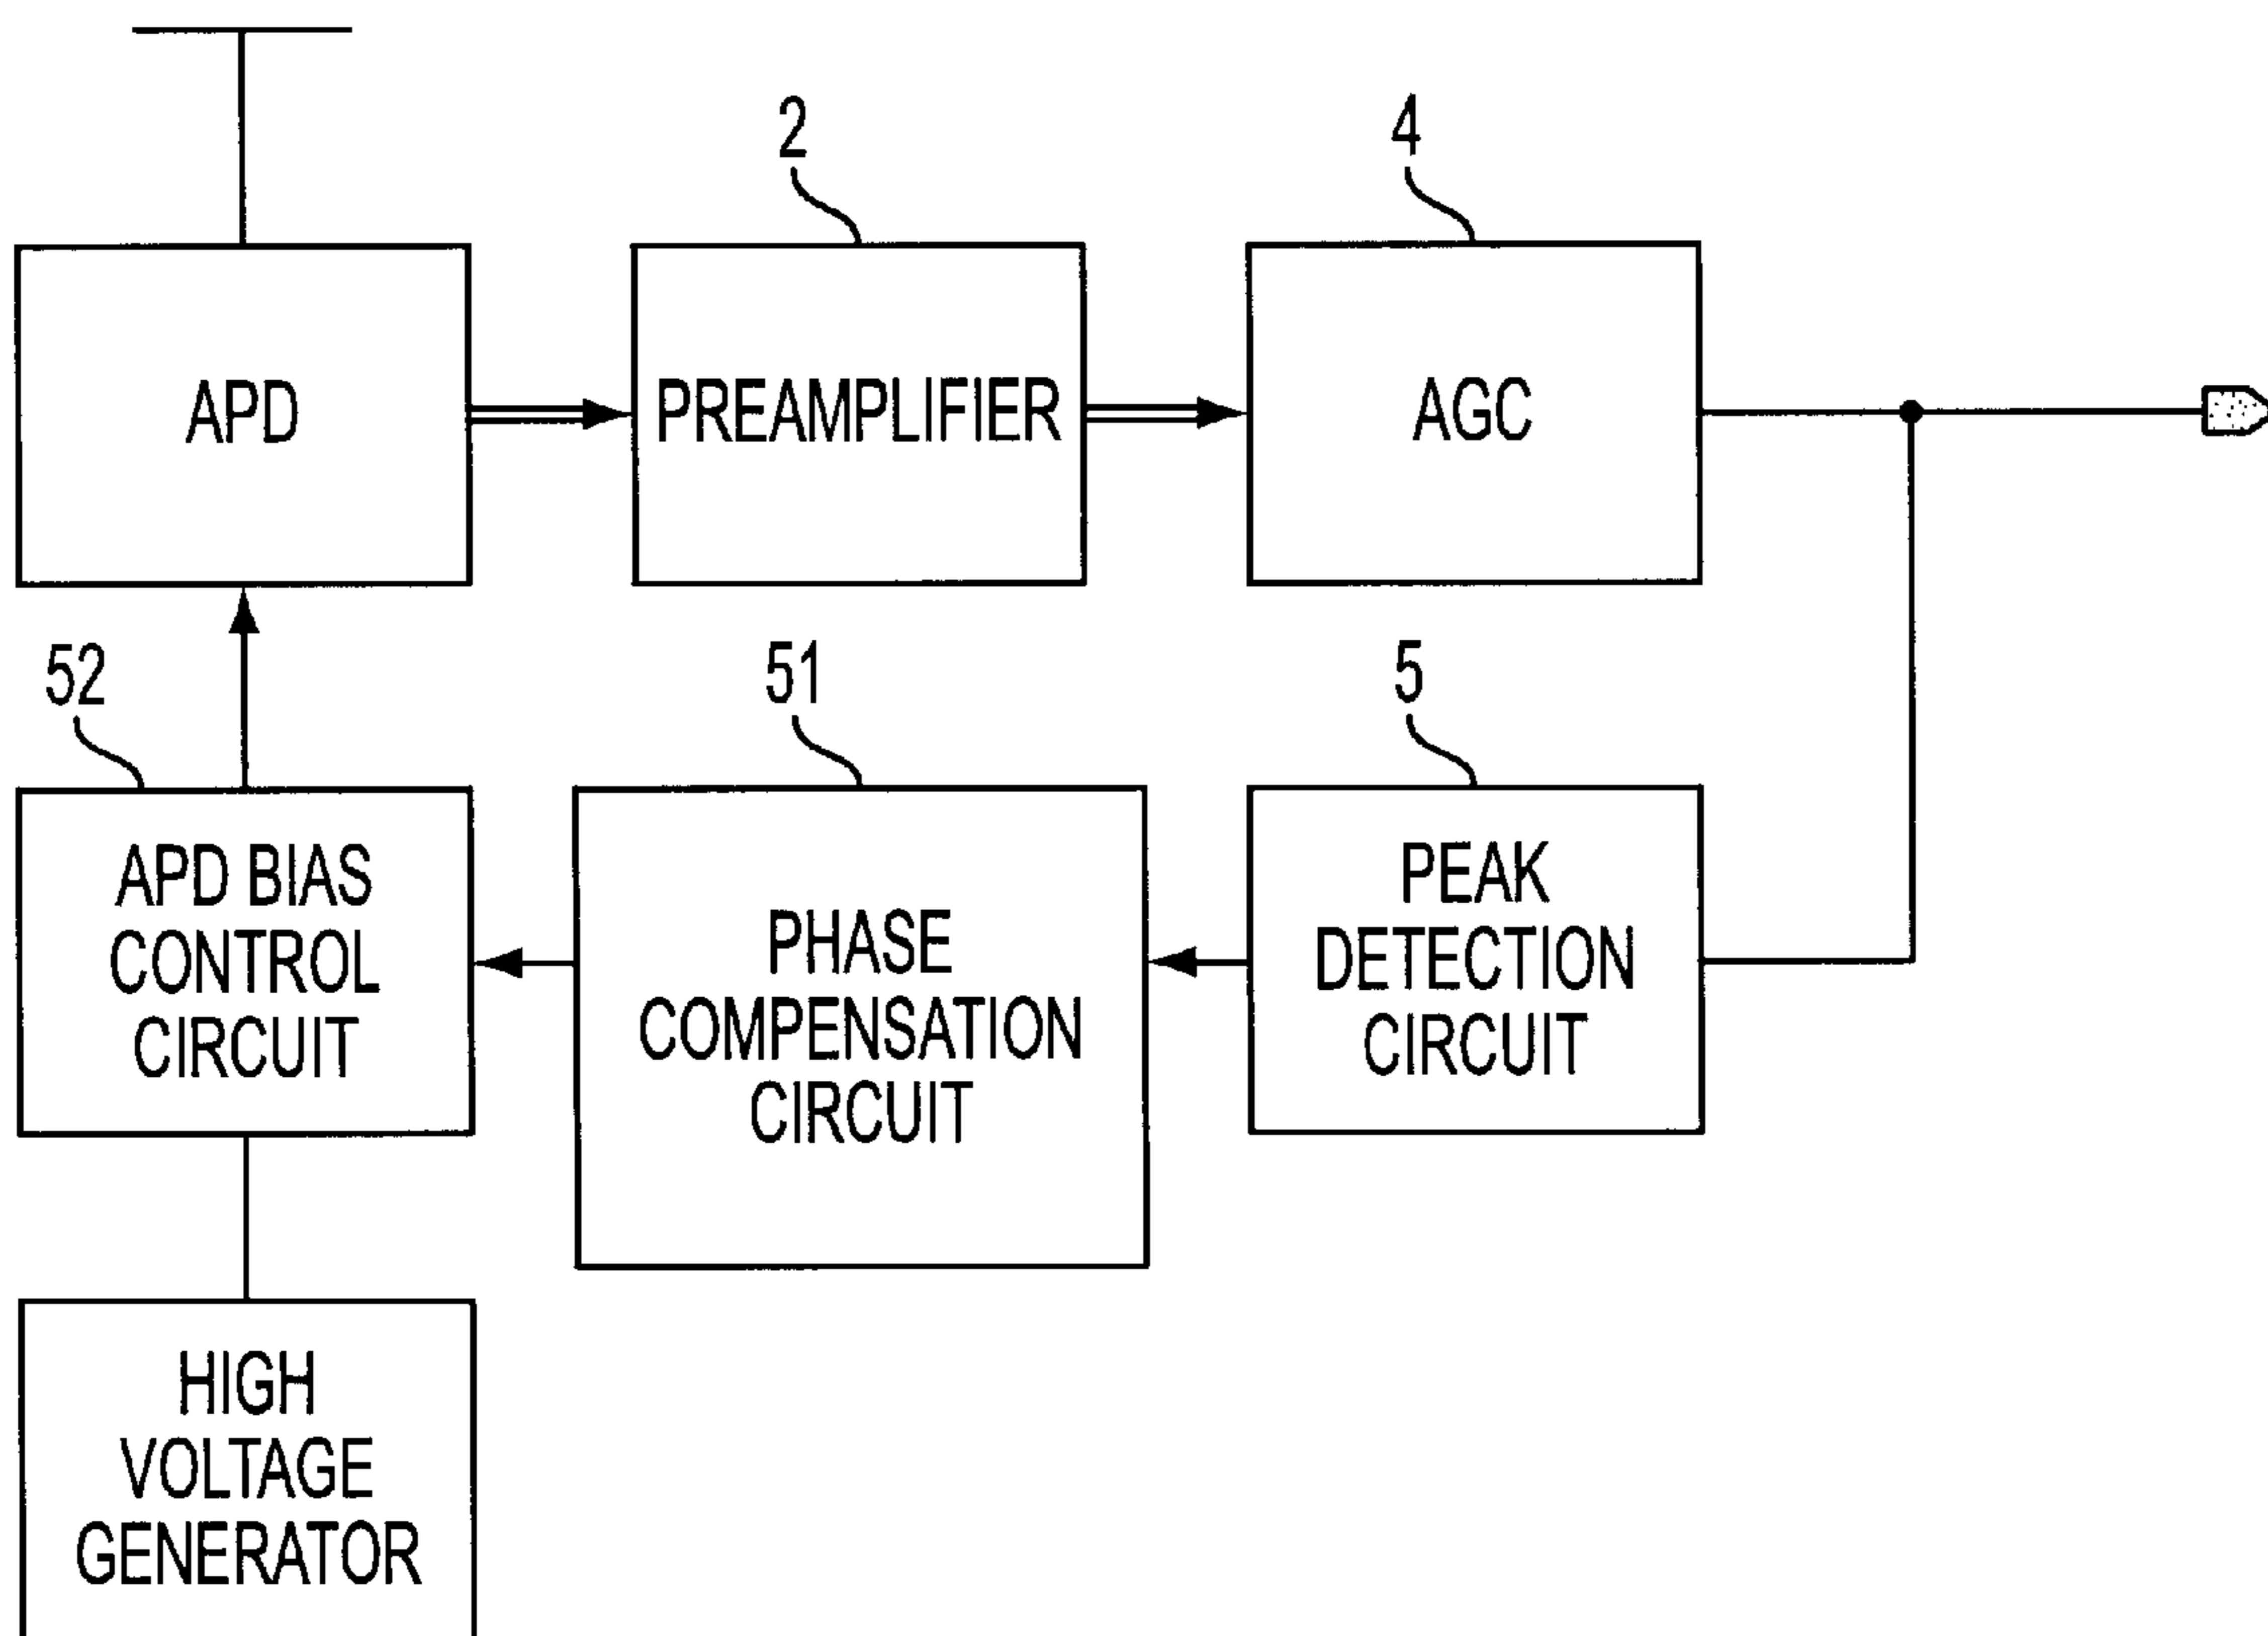 2
4
APD
PREAMPLIFIER
AGC
52
51
5
APD BIAS
CONTROL
CIRCUIT
PHASE
COMPENSATION
CIRCUIT
PEAK
DETECTION
CIRCUIT
HIGH
VOLTAGE
GENERATOR